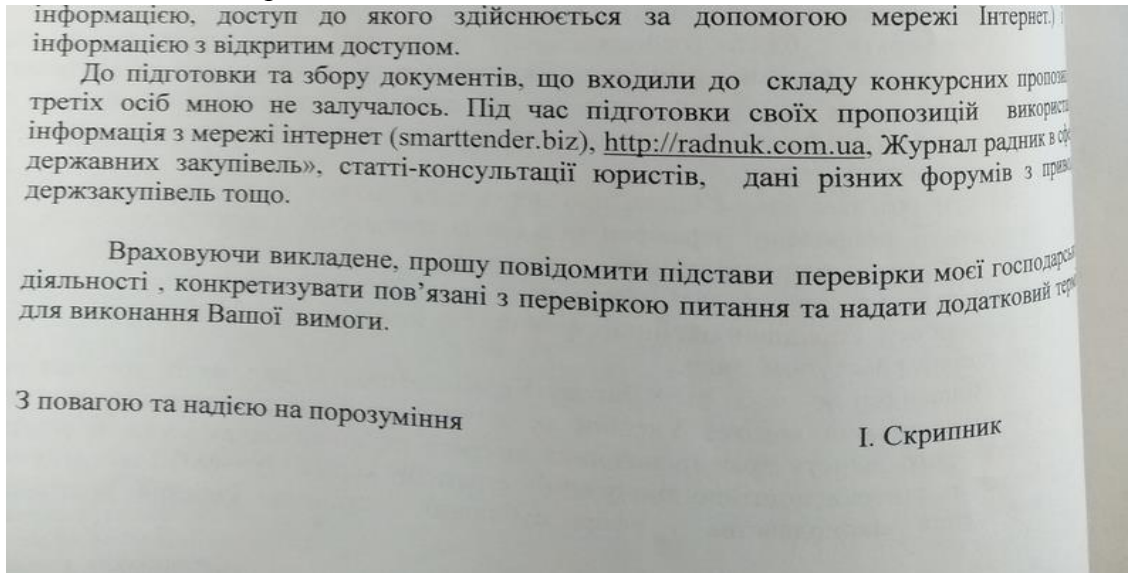 інформацією, доступ до якого здійснюється за допомогою мережі Інтернет.)
інформацією з відкритим доступом.
До підготовки та збору документів, що входили до складу конкурсних
третіх осіб мною не залучалось. Під час підготовки своїх пропозицій
інформація з мережі інтернет (smarttender.biz), http://radnuk.com.ua, Журнал радник в
державних закупівель», статті-консультації юристів, дані різних форумів з
держзакупівель тощо.
Враховуючи викладене, прошу повідомити підстави перевірки моєї
діяльності , конкретизувати пов’язані з перевіркою питання та надати додатковий
для виконання Вашої вимоги.
З повагою та надією на порозуміння
І. Скрипник